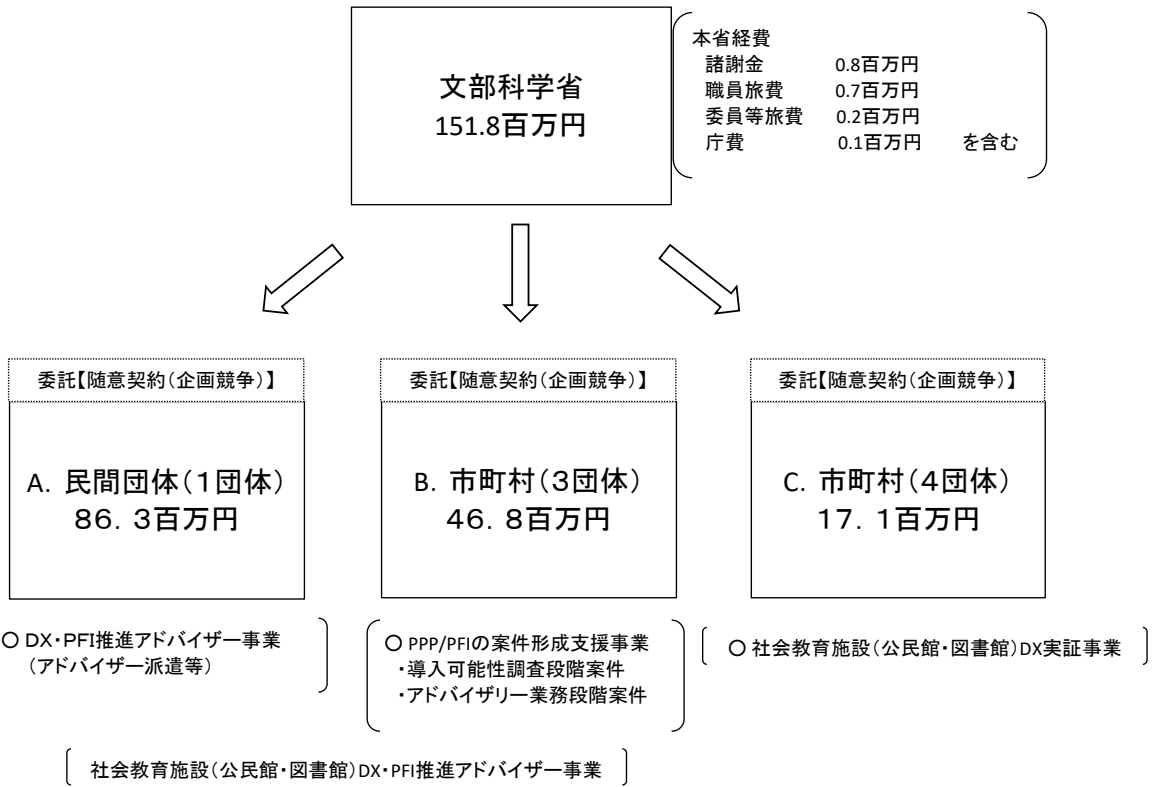 文部科学省
151.8百万円
本省経費
諸謝金 0.8百万円
職員旅費 0.7百万円
委員等旅費 0.2百万円
庁費 0.1百万円 を含む
委託【随意契約(企画競争)】
A. 民間団体(1団体)
86. 3百万円
○ DX・PFI推進アドバイザー事業
(アドバイザー派遣等)
委託【随意契約(企画競争)】
B. 市町村(3団体)
46. 8百万円
○ PPP/PFIの案件形成支援事業
・導入可能性調査段階案件
・アドバイザリー業務段階案件
委託【随意契約(企画競争)】
C. 市町村(4団体)
17. 1百万円
○ 社会教育施設(公民館・図書館)DX実証事業
社会教育施設(公民館・図書館)DX・PFI推進アドバイザー事業